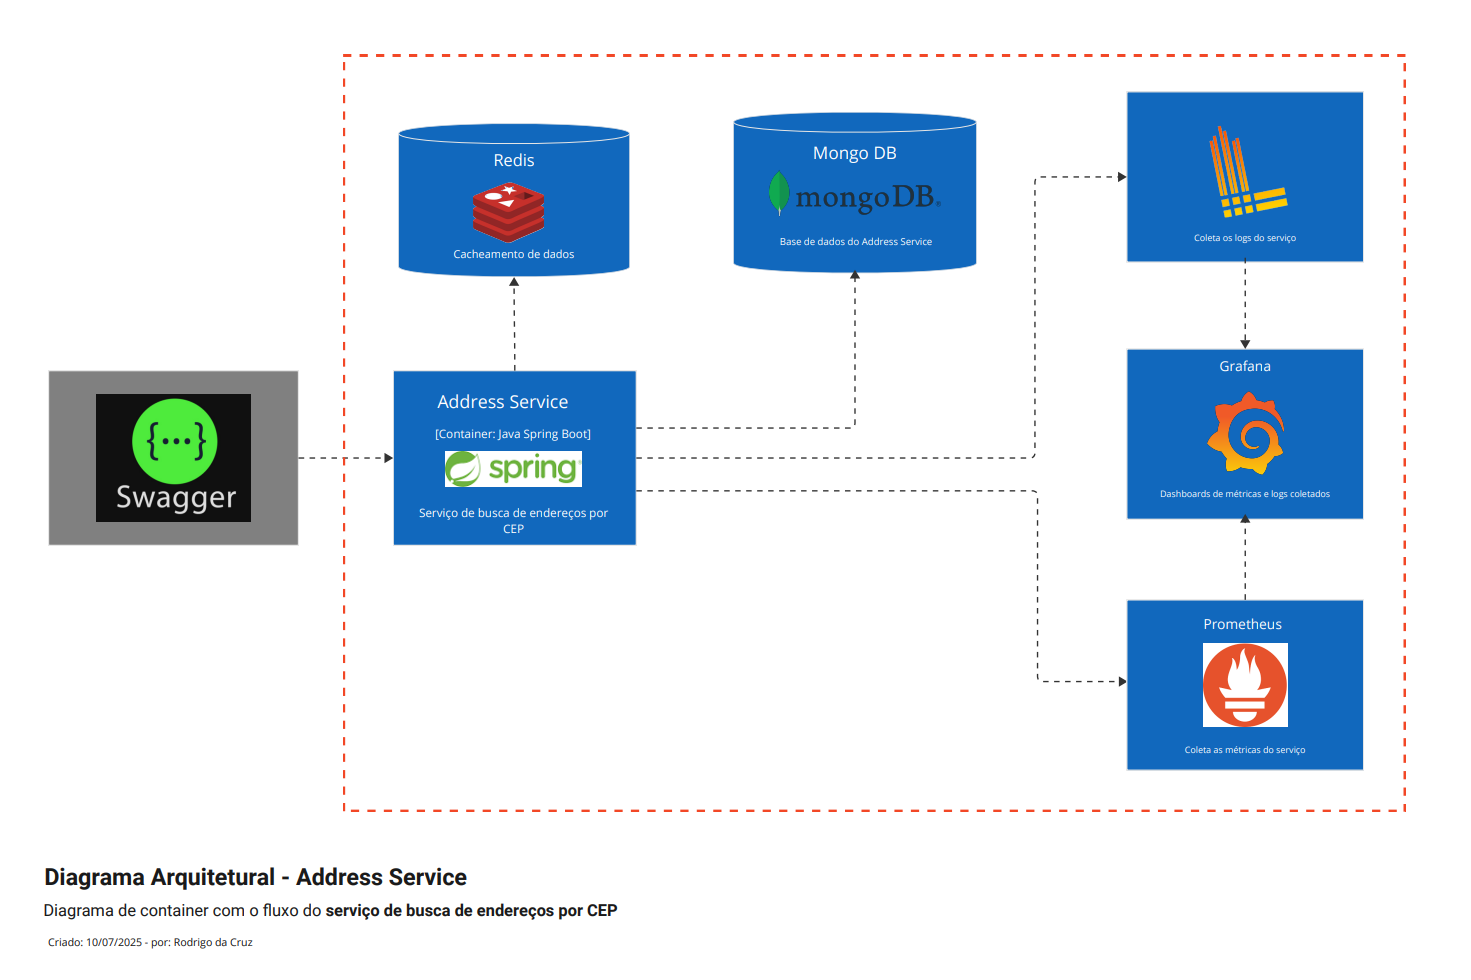 Redis
Cacheamento de dados
Mongo DB
mongoDB®
Base de dados do Address Service
Coleta os logs do serviço
{···}
Swagger
Address Service
[Container: Java Spring Boot]
spring
Serviço de busca de endereços por
CEP
Grafana
Dashboards de métricas e logs coletados
Prometheus
Coleta as métricas do serviço
Diagrama Arquitetural - Address Service
Diagrama de container com o fluxo do serviço de busca de endereços por CEP
Criado: 10/07/2025 - por: Rodrigo da Cruz